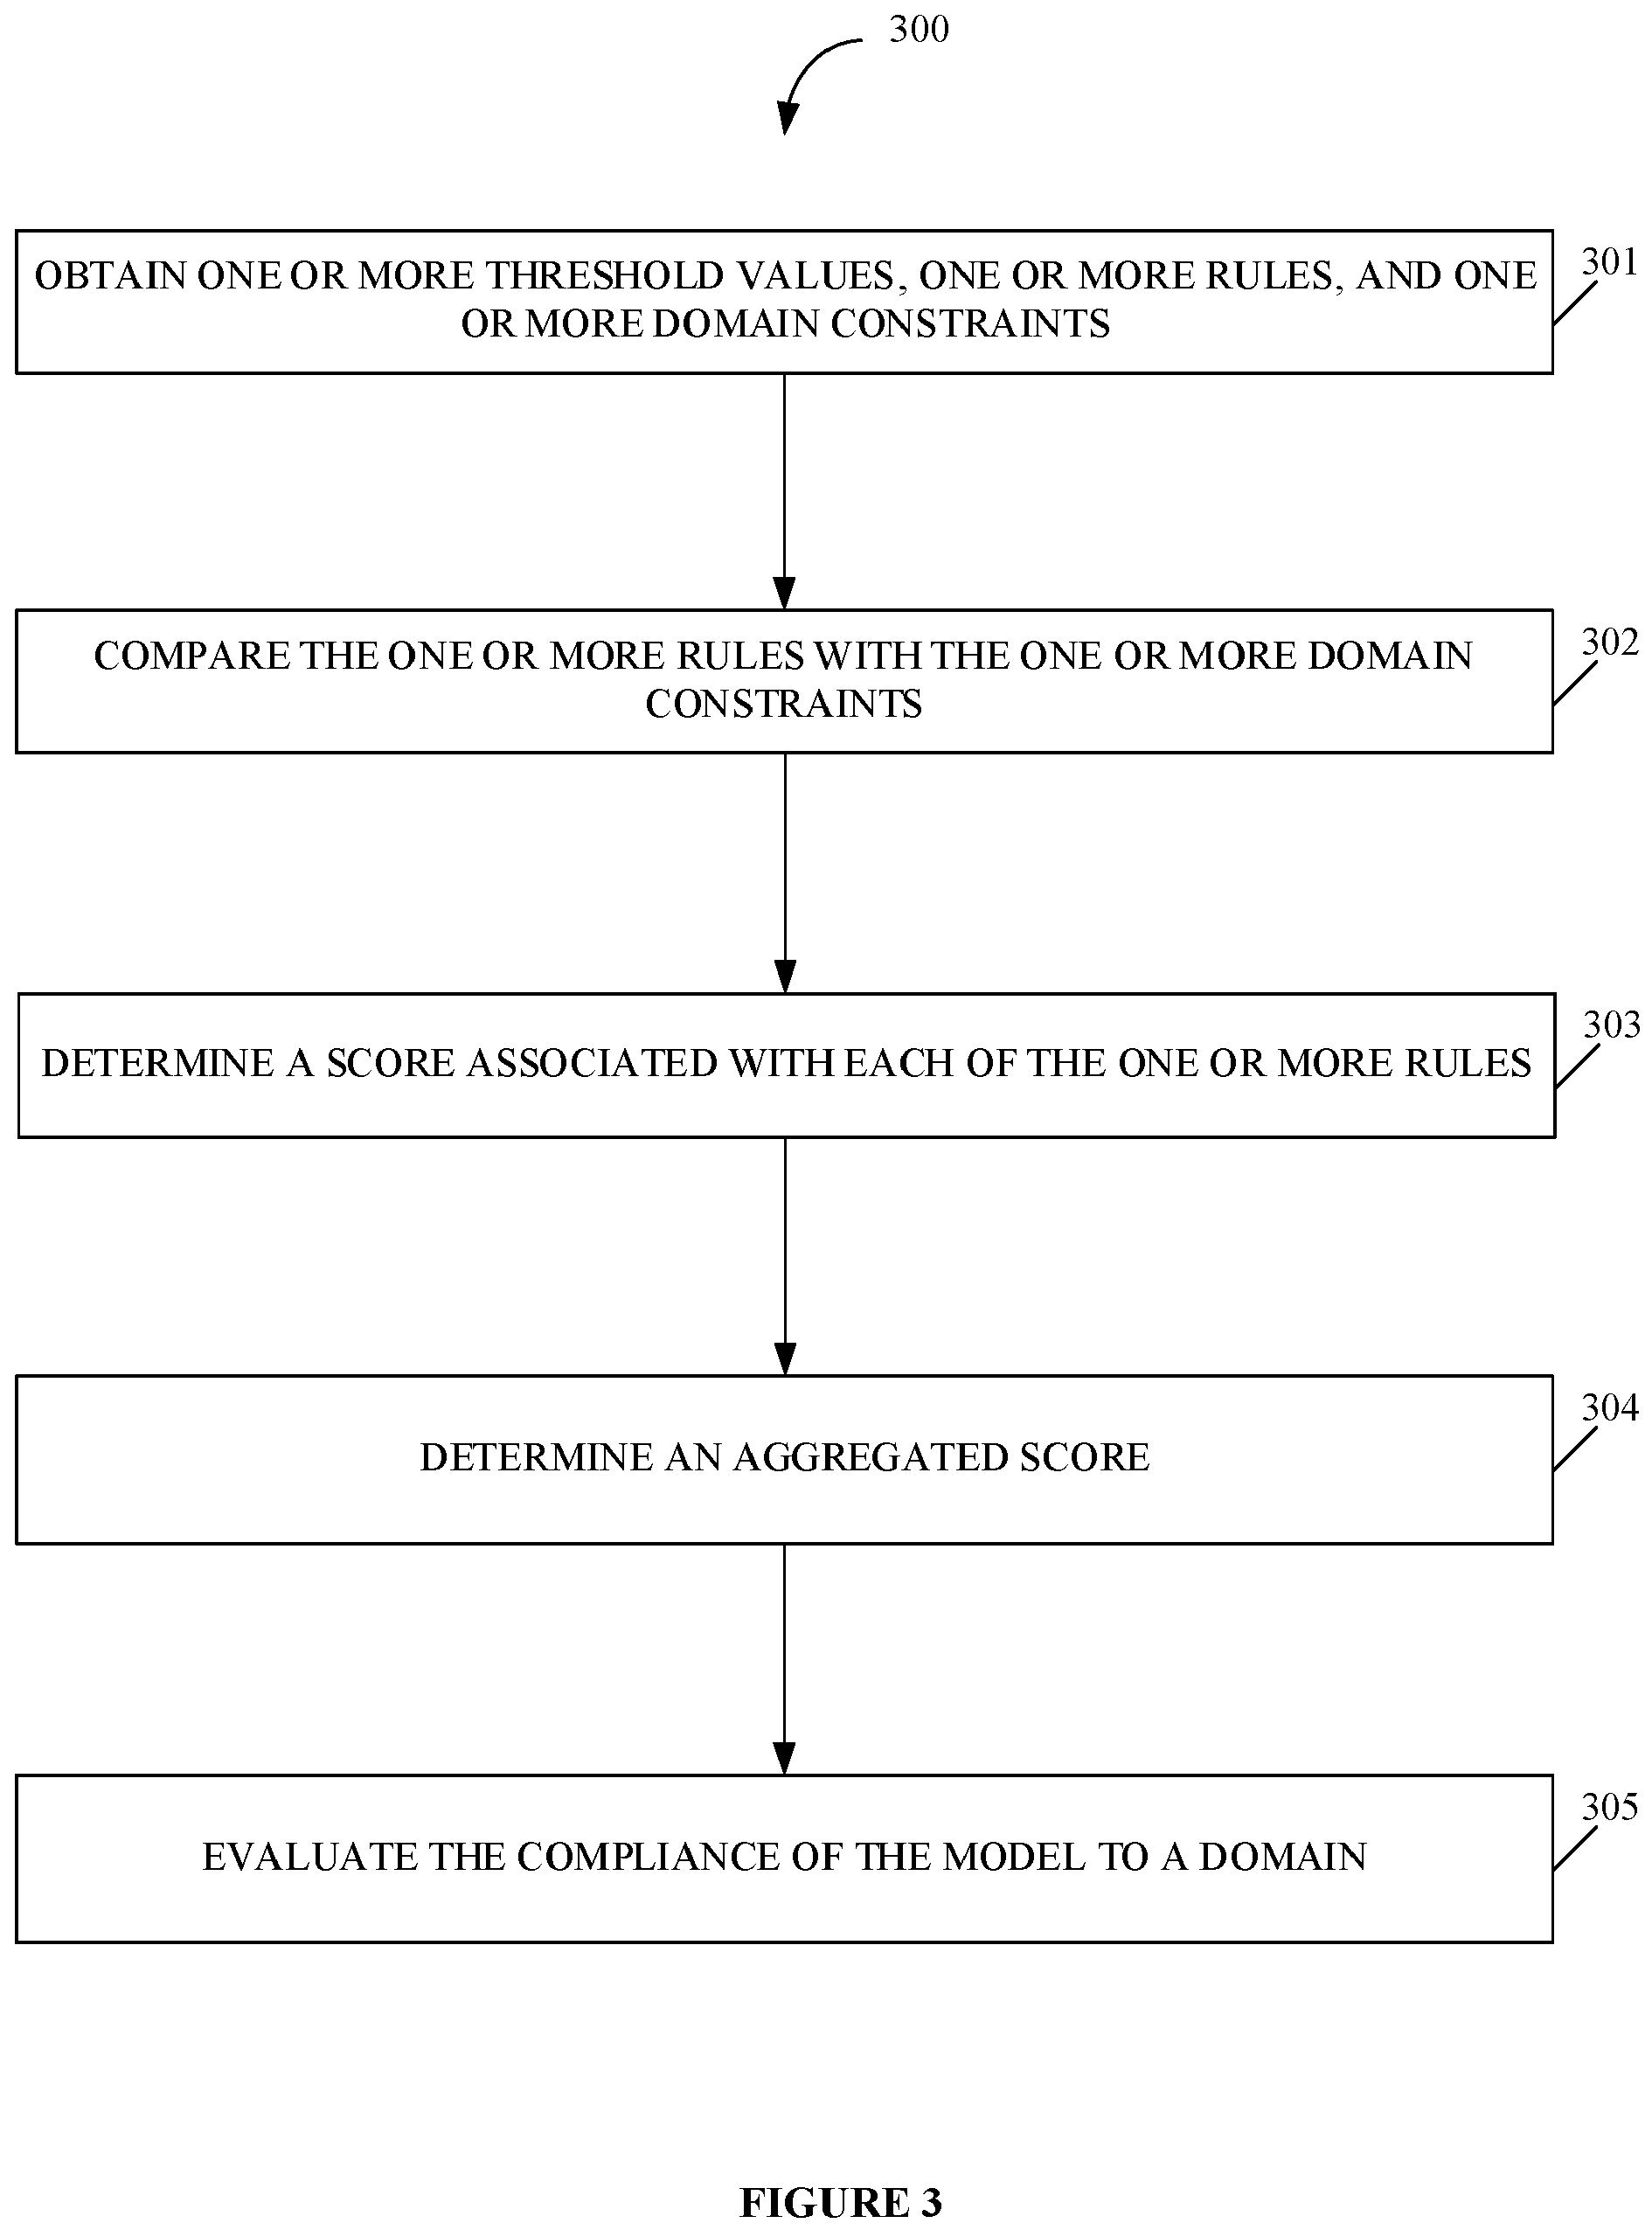 300
OBTAIN ONE OR MORE THRESHOLD VALUES, ONE OR MORE RULES, AND ONE
OR MORE DOMAIN CONSTRAINTS
301
COMPARE THE ONE OR MORE RULES WITH THE ONE OR MORE DOMAIN
CONSTRAINTS
302
DETERMINE A SCORE ASSOCIATED WITH EACH OF THE ONE OR MORE RULES
303
DETERMINE AN AGGREGATED SCORE
304
EVALUATE THE COMPLIANCE OF THE MODEL TO A DOMAIN
305
FIGURE 3